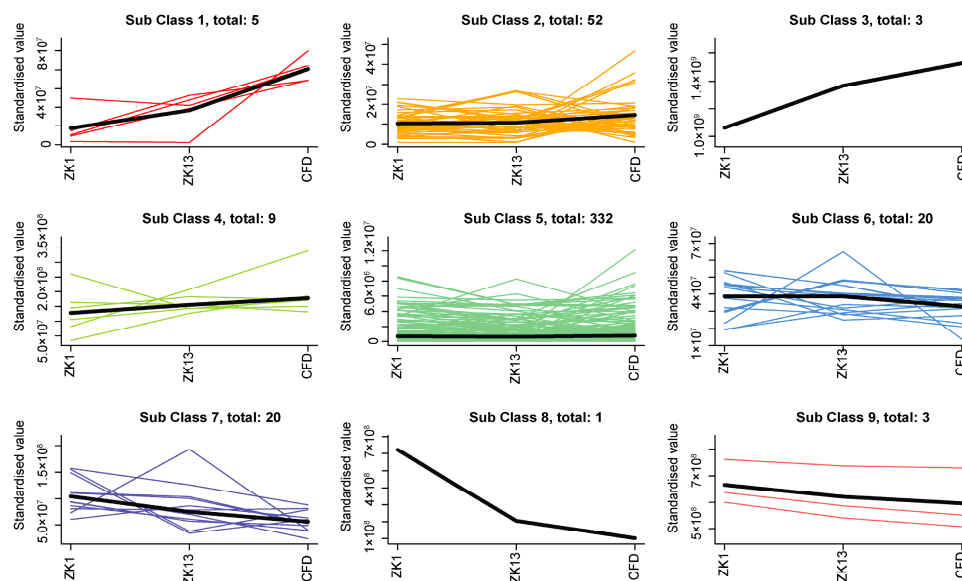 Sub Class 1, total: 5
Standardised value
8×10⁷
4×10⁷
0
ZK1
ZK13
CFD
Sub Class 2, total: 52
Standardised value
4×10⁷
2×10⁷
0
ZK1
ZK13
CFD
Sub Class 3, total: 3
Standardised value
1.4×10⁹
1.0×10⁹
ZK1
ZK13
CFD
Sub Class 4, total: 9
Standardised value
3.5×10⁸
2.0×10⁸
5.0×10⁷
ZK1
ZK13
CFD
Sub Class 5, total: 332
Standardised value
1.2×10⁷
6.0×10⁶
0
ZK1
ZK13
CFD
Sub Class 6, total: 20
Standardised value
7×10⁷
4×10⁷
1×10⁷
ZK1
ZK13
CFD
Sub Class 7, total: 20
Standardised value
1.5×10⁸
5.0×10⁷
ZK1
ZK13
CFD
Sub Class 8, total: 1
Standardised value
7×10⁸
4×10⁸
1×10⁸
ZK1
ZK13
CFD
Sub Class 9, total: 3
Standardised value
7×10⁸
5×10⁸
ZK1
ZK13
CFD